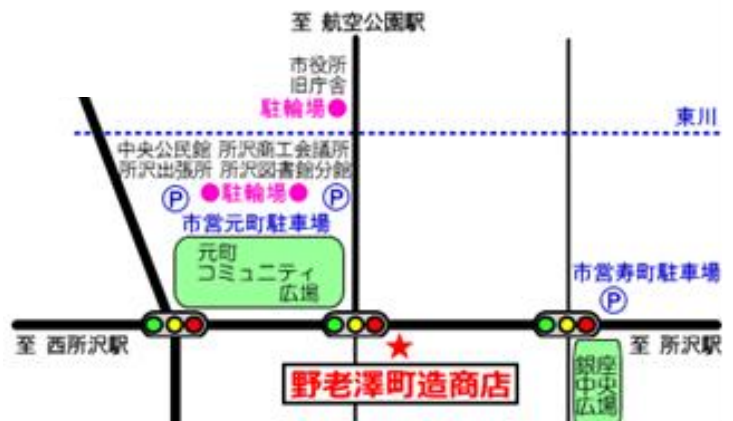 至 航空公園駅
市役所
旧庁舎
駐輪場●
東川
中央公民館 所沢商工会議所
所沢出張所 所沢図書館分館
P ●駐輪場● P
市営元町駐車場
元町
コミュニティ
広場
市営寿町駐車場
P
至 西所沢駅
至 所沢駅
野老澤町造商店
銀座
中央
広場